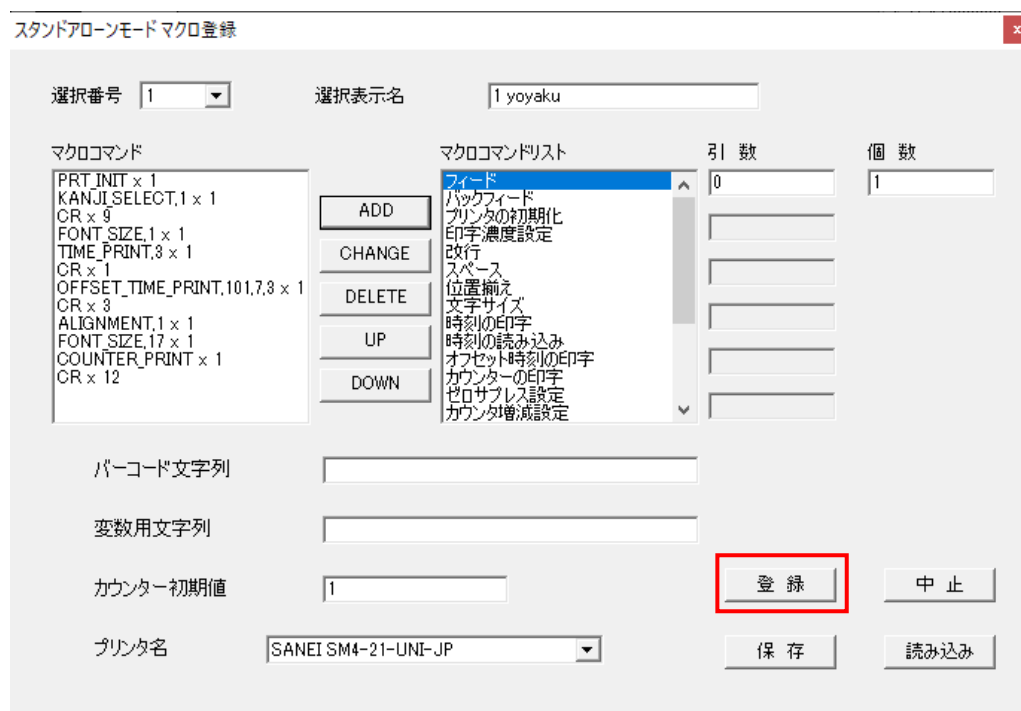 スタンドアローンモード マクロ登録
x
選択番号 1 選択表示名 1 yoyaku
マクロコマンド マクロコマンドリスト 引 数 個 数
PRT_INIT x 1
KANJI_SELECT,1 x 1
CR x 9
FONT_SIZE,1 x 1
TIME_PRINT,3 x 1
CR x 1
OFFSET_TIME_PRINT,101,7,3 x 1
CR x 3
ALIGNMENT,1 x 1
FONT_SIZE,17 x 1
COUNTER_PRINT x 1
CR x 12
ADD
CHANGE
DELETE
UP
DOWN
フィード
バックフィード
プリンタの初期化
印字濃度設定
改行
スペース
位置揃え
文字サイズ
時刻の印字
時刻の読み込み
オフセット時刻の印字
カウンターの印字
ゼロサプレス設定
カウンタ増減設定
0
1
バーコード文字列
変数用文字列
カウンター初期値 1 登 録 中 止
プリンタ名 SANEI SM4-21-UNI-JP 保 存 読み込み